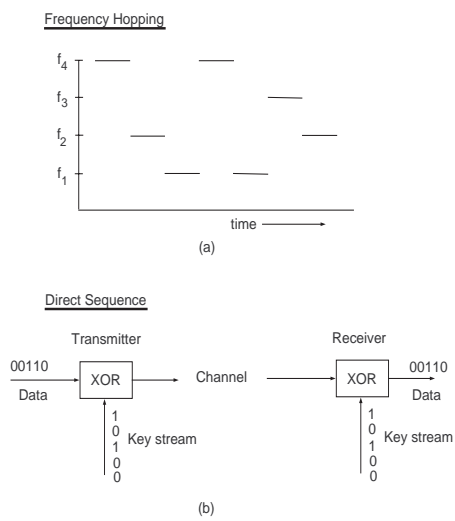 Frequency Hopping
f4
f3
f2
f1
time
(a)
Direct Sequence
Transmitter
Receiver
00110
XOR
Channel
XOR
00110
Data
Data
1
0
1
0
0
Key stream
1
0
1
0
0
Key stream
(b)